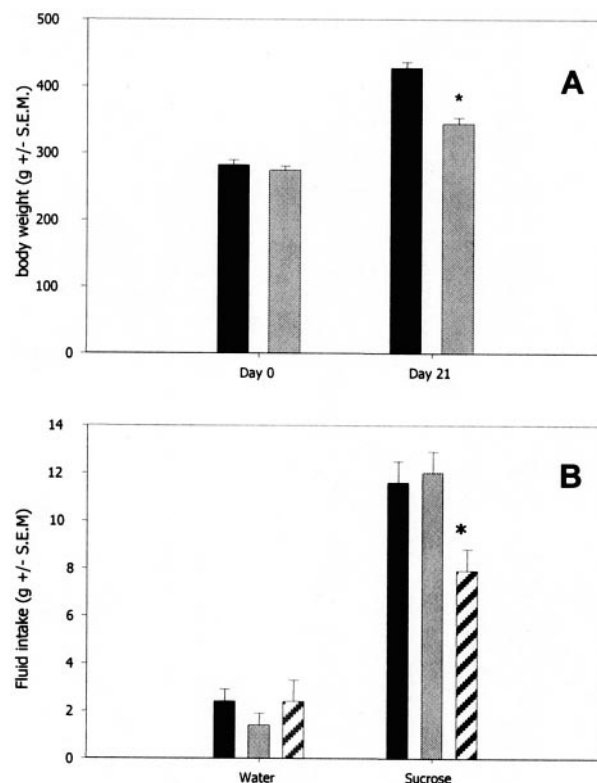 500
A
*
400
300
200
100
0
body weight (g +/- S.E.M.)
Day 0 Day 21
14
B
12
*
10
8
6
4
2
0
Fluid intake (g +/- S.E.M)
Water Sucrose